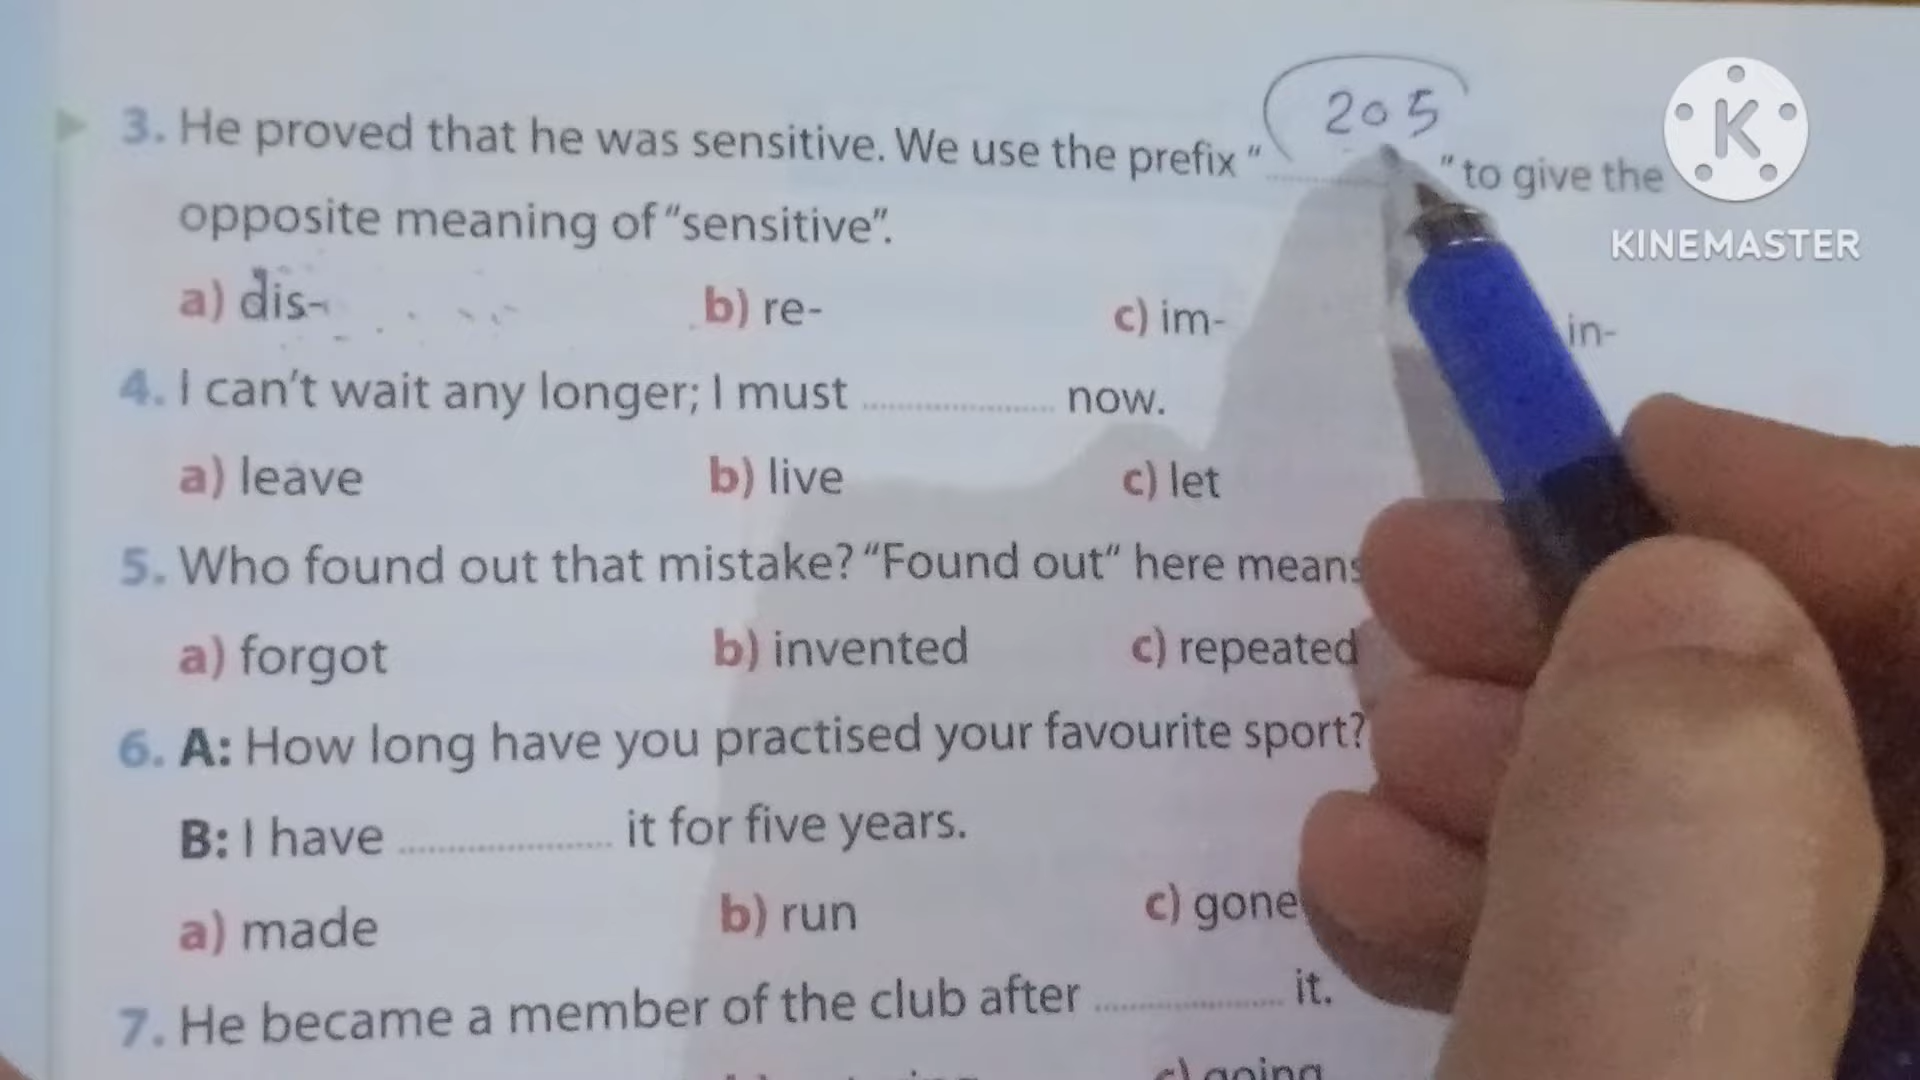 205
3. He proved that he was sensitive. We use the prefix "............" to give the
opposite meaning of "sensitive".
a) dis- b) re- c) im- in-
4. I can't wait any longer; I must .................. now.
a) leave b) live c) let
5. Who found out that mistake? "Found out" here means
a) forgot b) invented c) repeated
6. A: How long have you practised your favourite sport?
B: I have .................... it for five years.
a) made b) run c) gone
7. He became a member of the club after .................. it.
c) going
K
KINEMASTER